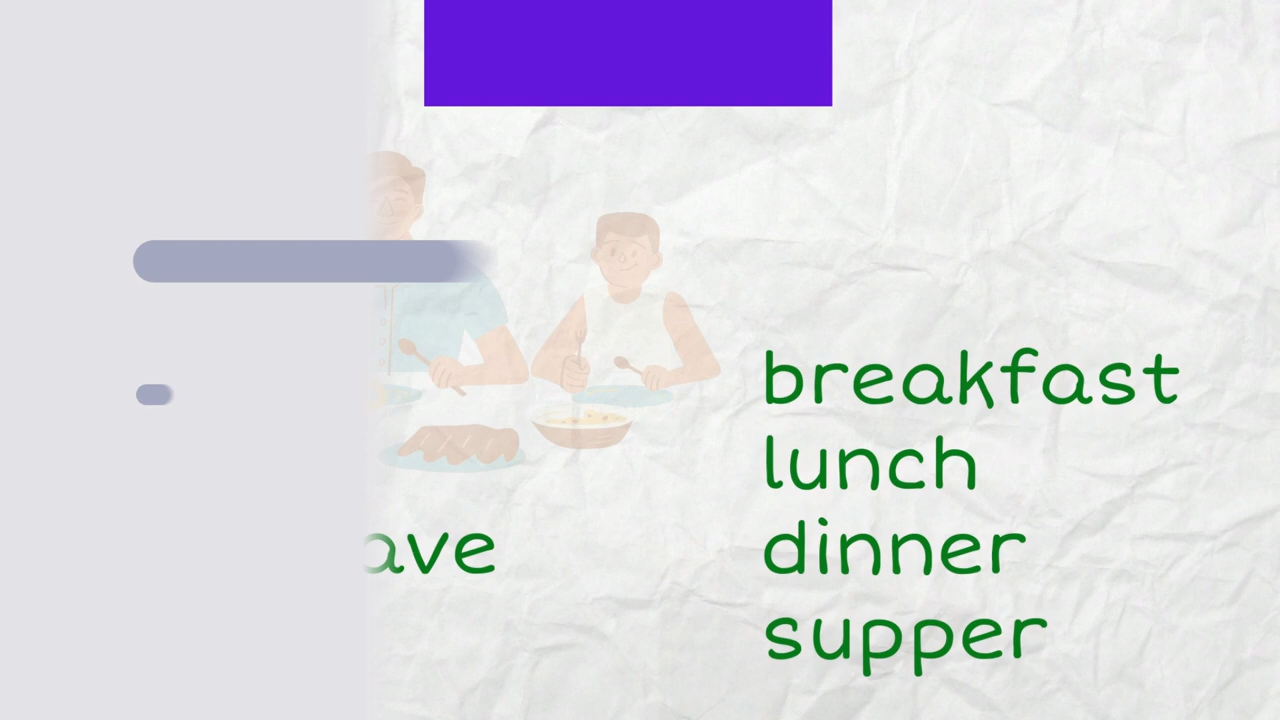 ave
breakfast
lunch
dinner
supper